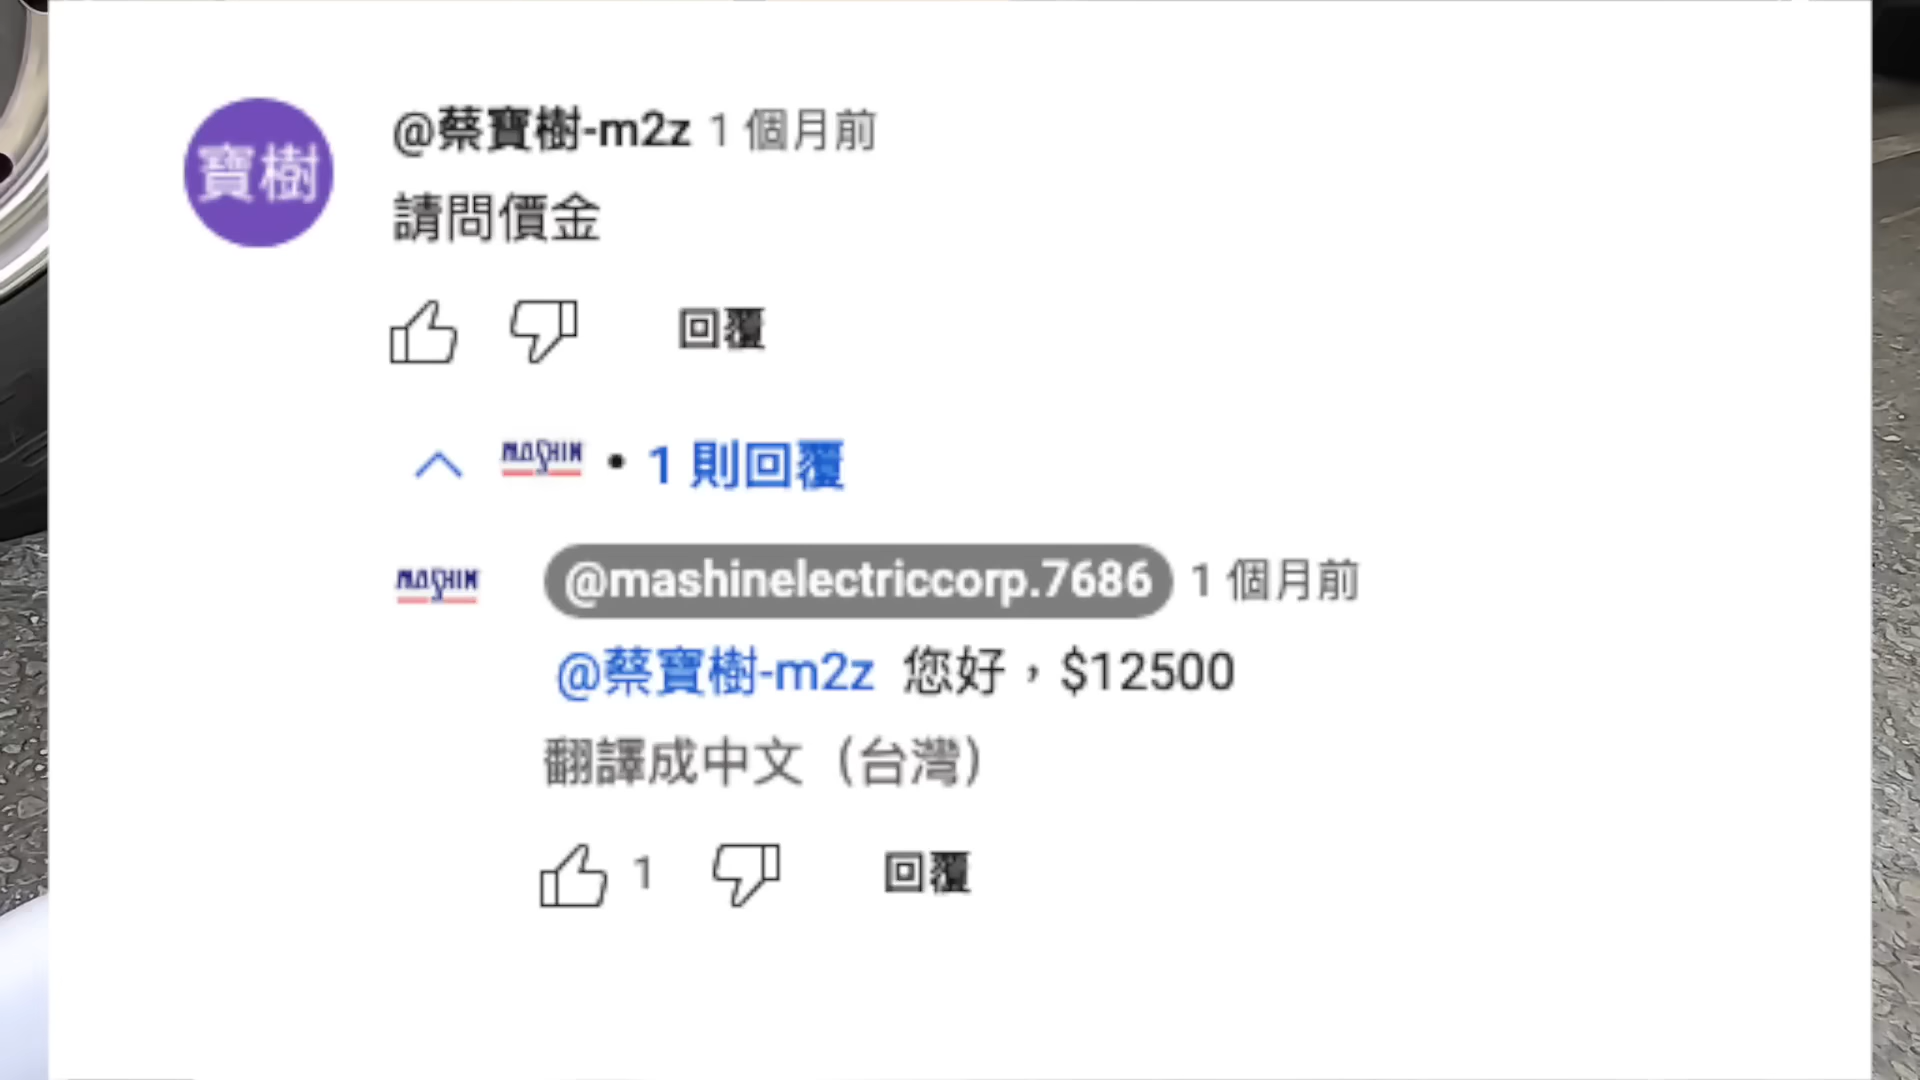 @蔡寶樹-m2z 1 個月前
寶樹
請問價金
回覆
MASHIN • 1 則回覆
MASHIN @mashinelectriccorp.7686 1 個月前
@蔡寶樹-m2z 您好，$12500
翻譯成中文（台灣）
1 回覆